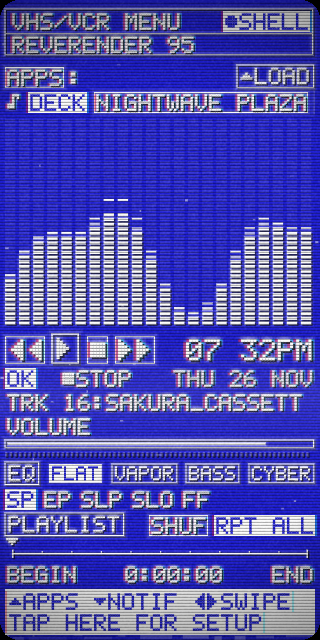 VHS/VCR MENU ●SHELL
REVERENDER 95
APPS: ▲LOAD
♪ DECK NIGHTWAVE PLAZA
07 32PM
OK ■STOP THU 26 NOV
TRK 16:SAKURA_CASSETT
VOLUME
EQ FLAT VAPOR BASS CYBER
SP EP SLP SLO FF
PLAYLIST SHUF RPT ALL
BEGIN 0:00:00 END
▲APPS ▼NOTIF ◀▶SWIPE
TAP HERE FOR SETUP